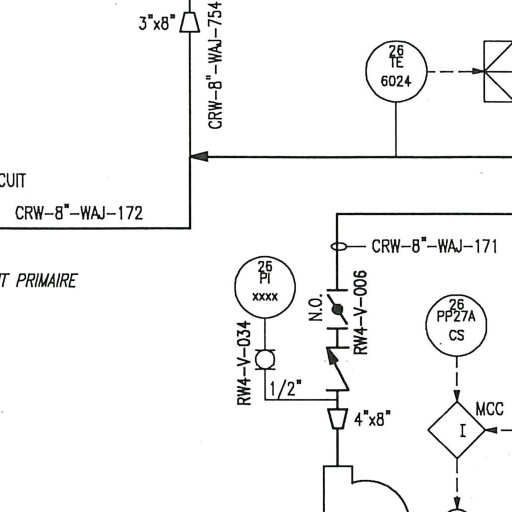 3"x8"
CRW-8"-WAJ-754
26
TE
6024
CUIT
CRW-8"-WAJ-172
CRW-8"-WAJ-171
T PRIMAIRE
26
PI
xxxx
N.O.
RW4-V-006
26
PP27A
CS
RW4-V-034
1/2"
4"x8"
MCC
I